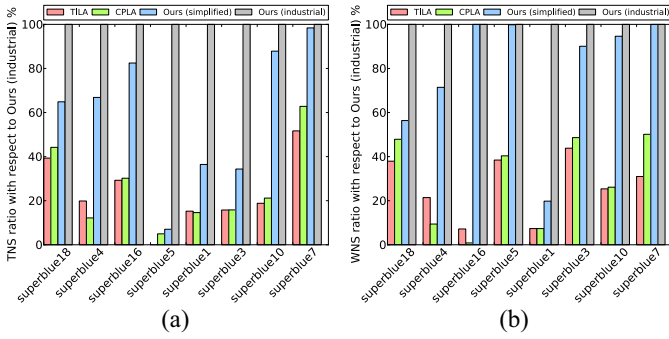 TILA CPLA Ours (simplified) Ours (industrial)
TNS ratio with respect to Ours (industrial) %
100
80
60
40
20
0
superblue18
superblue4
superblue16
superblue5
superblue1
superblue3
superblue10
superblue7
(a)
TILA CPLA Ours (simplified) Ours (industrial)
WNS ratio with respect to Ours (industrial) %
100
80
60
40
20
0
superblue18
superblue4
superblue16
superblue5
superblue1
superblue3
superblue10
superblue7
(b)